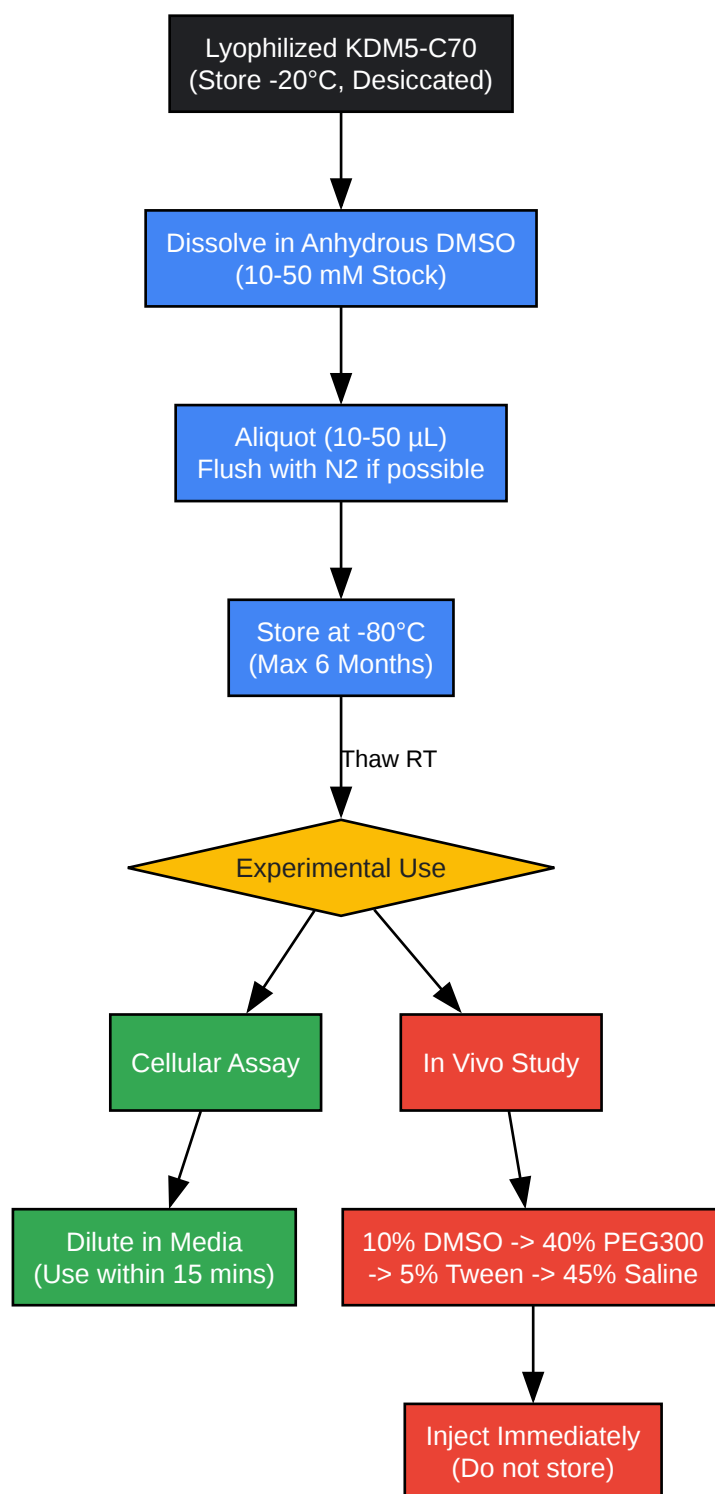 Lyophilized KDM5-C70
(Store -20°C, Desiccated)
Dissolve in Anhydrous DMSO
(10-50 mM Stock)
Aliquot (10-50 µL)
Flush with N2 if possible
Store at -80°C
(Max 6 Months)
Thaw RT
Experimental Use
Cellular Assay
In Vivo Study
Dilute in Media
(Use within 15 mins)
10% DMSO -> 40% PEG300
-> 5% Tween -> 45% Saline
Inject Immediately
(Do not store)